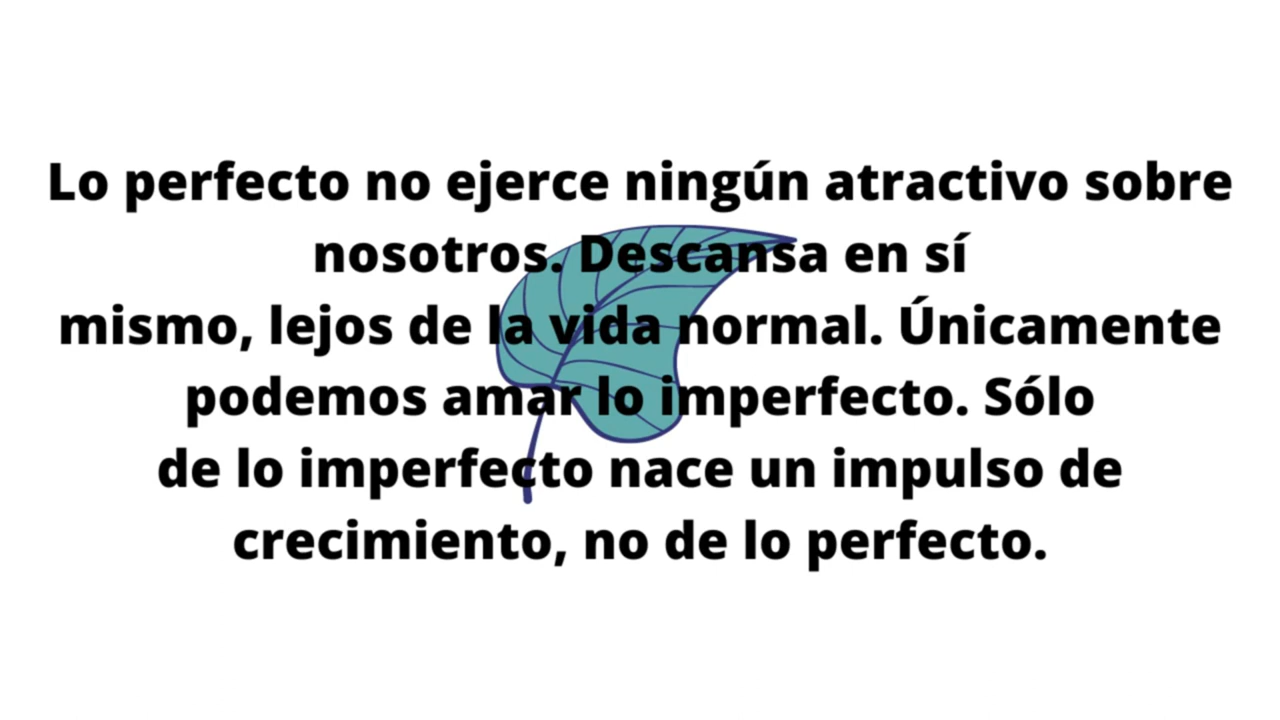 Lo perfecto no ejerce ningún atractivo sobre
nosotros. Descansa en sí
mismo, lejos de la vida normal. Únicamente
podemos amar lo imperfecto. Sólo
de lo imperfecto nace un impulso de
crecimiento, no de lo perfecto.